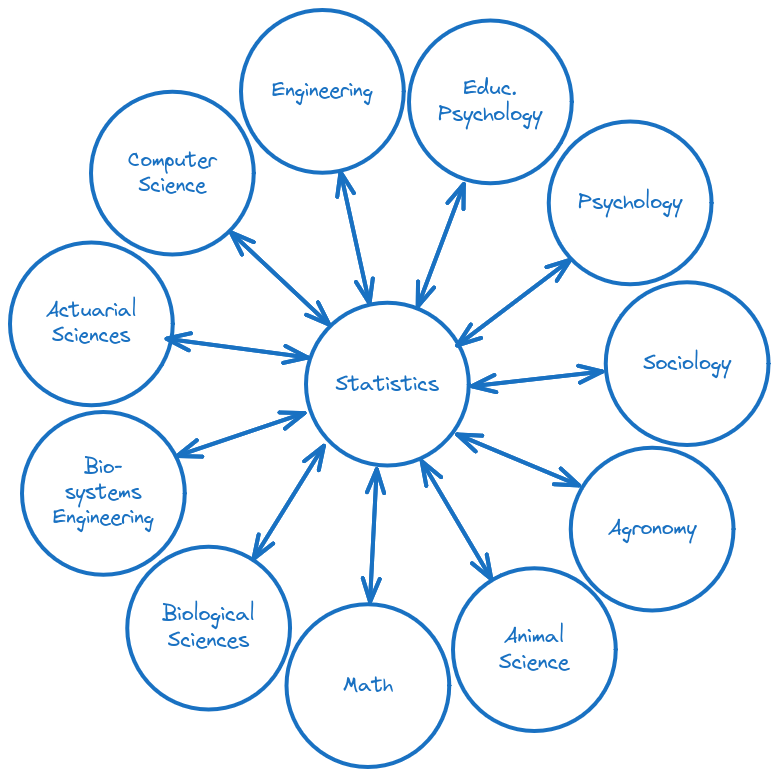 Engineering
Educ.
Psychology
Computer
Science
Psychology
Actuarial
Sciences
Statistics
Sociology
Bio-
systems
Engineering
Agronomy
Biological
Sciences
Animal
Science
Math